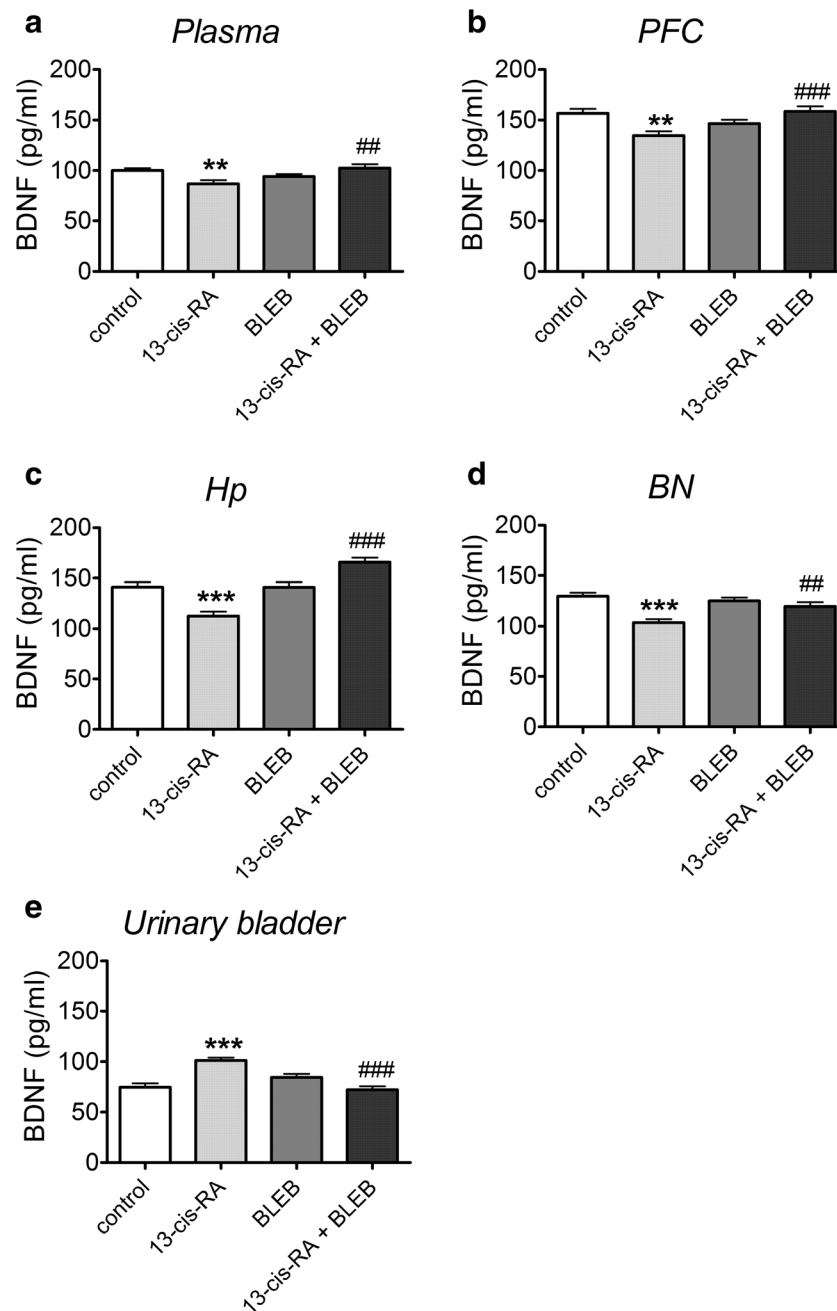 a
Plasma
BDNF (pg/ml)
200
150
100
50
0
**
##
control
13-cis-RA
BLEB
13-cis-RA + BLEB
b
PFC
BDNF (pg/ml)
200
150
100
50
0
**
###
control
13-cis-RA
BLEB
13-cis-RA + BLEB
c
Hp
BDNF (pg/ml)
200
150
100
50
0
***
###
control
13-cis-RA
BLEB
13-cis-RA + BLEB
d
BN
BDNF (pg/ml)
200
150
100
50
0
***
##
control
13-cis-RA
BLEB
13-cis-RA + BLEB
e
Urinary bladder
BDNF (pg/ml)
200
150
100
50
0
***
###
control
13-cis-RA
BLEB
13-cis-RA + BLEB